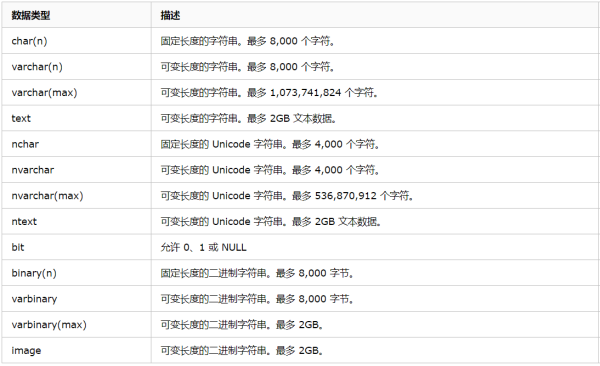 数据类型 描述
char(n) 固定长度的字符串。最多 8,000 个字符。
varchar(n) 可变长度的字符串。最多 8,000 个字符。
varchar(max) 可变长度的字符串。最多 1,073,741,824 个字符。
text 可变长度的字符串。最多 2GB 文本数据。
nchar 固定长度的 Unicode 字符串。最多 4,000 个字符。
nvarchar 可变长度的 Unicode 字符串。最多 4,000 个字符。
nvarchar(max) 可变长度的 Unicode 字符串。最多 536,870,912 个字符。
ntext 可变长度的 Unicode 字符串。最多 2GB 文本数据。
bit 允许 0、1 或 NULL
binary(n) 固定长度的二进制字符串。最多 8,000 字节。
varbinary 可变长度的二进制字符串。最多 8,000 字节。
varbinary(max) 可变长度的二进制字符串。最多 2GB。
image 可变长度的二进制字符串。最多 2GB。